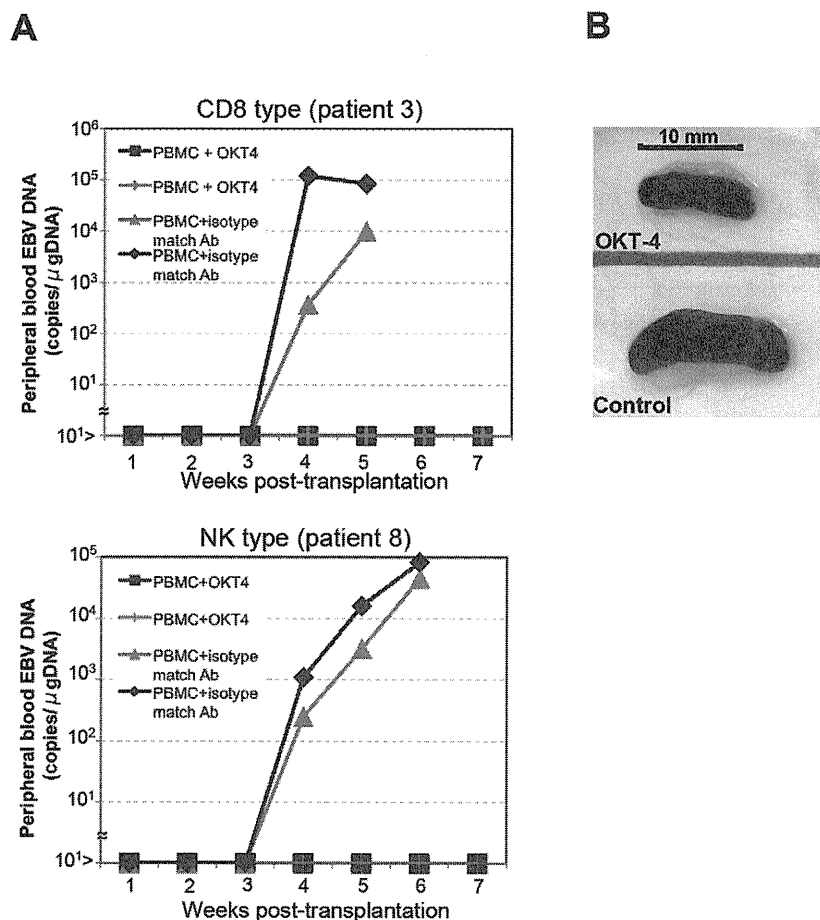 A
CD8 type (patient 3)
Peripheral blood EBV DNA
(copies/μgDNA)
10⁶
10⁵
10⁴
10³
10²
10¹
≈
10¹>
PBMC + OKT4
PBMC + OKT4
PBMC+isotype
match Ab
PBMC+isotype
match Ab
1 2 3 4 5 6 7
Weeks post-transplantation
NK type (patient 8)
Peripheral blood EBV DNA
(copies/μgDNA)
10⁵
10⁴
10³
10²
10¹
≈
10¹>
PBMC+OKT4
PBMC+OKT4
PBMC+isotype
match Ab
PBMC+isotype
match Ab
1 2 3 4 5 6 7
Weeks post-transplantation
B
10 mm
OKT-4
Control